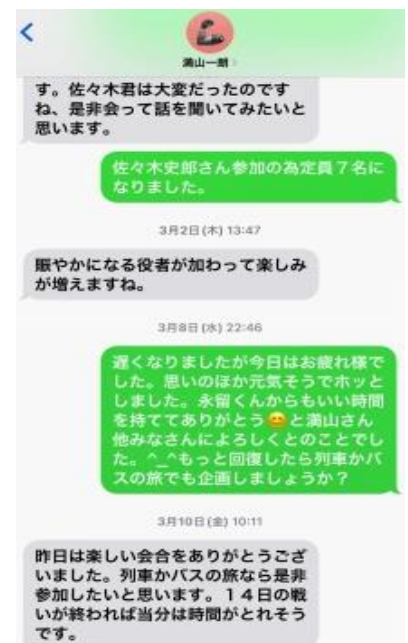 満山一朗
す。佐々木君は大変だったのです
ね、是非会って話を聞いてみたいと
思います。
佐々木史郎さん参加の為定員７名に
なりました。
3月2日(木) 13:47
賑やかになる役者が加わって楽しみ
が増えますね。
3月8日(水) 22:46
遅くなりましたが今日はお疲れ様で
した。思いのほか元気そうでホッと
しました。永留くんからもいい時間
を持ててありがとう😊と満山さん
他みなさんによろしくとのことでし
た。^_^もっと回復したら列車かバ
スの旅でも企画しましょうか？
3月10日(金) 10:11
昨日は楽しい会合をありがとうござ
いました。列車かバスの旅なら是非
参加したいと思います。１４日の戦
いが終われば当分は時間がとれそう
です。